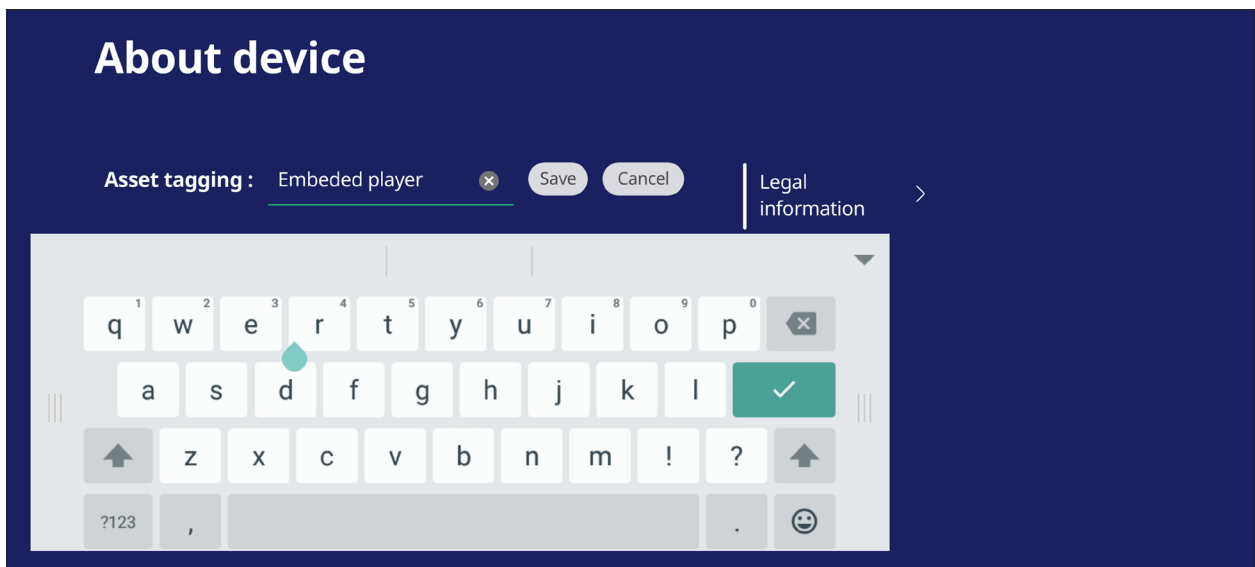 About device
Asset tagging : Embeded player Save Cancel
Legal
information
1 2 3 4 5 6 7 8 9 0
q w e r t y u i o p
a s d f g h j k l
z x c v b n m ! ?
?123 , .